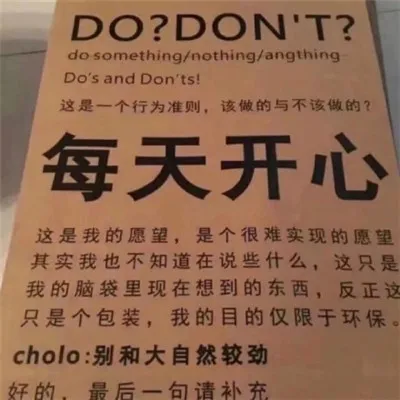 DO?DON'T?
do something/nothing/angthing
Do's and Don'ts!
这是一个行为准则，该做的与不该做的？
每天开心
这是我的愿望，是个很难实现的愿望
其实我也不知道在说些什么，这只是
我的脑袋里现在想到的东西，反正这
只是个包装，我的目的仅限于环保。
cholo:别和大自然较劲
好的，最后一句请补充